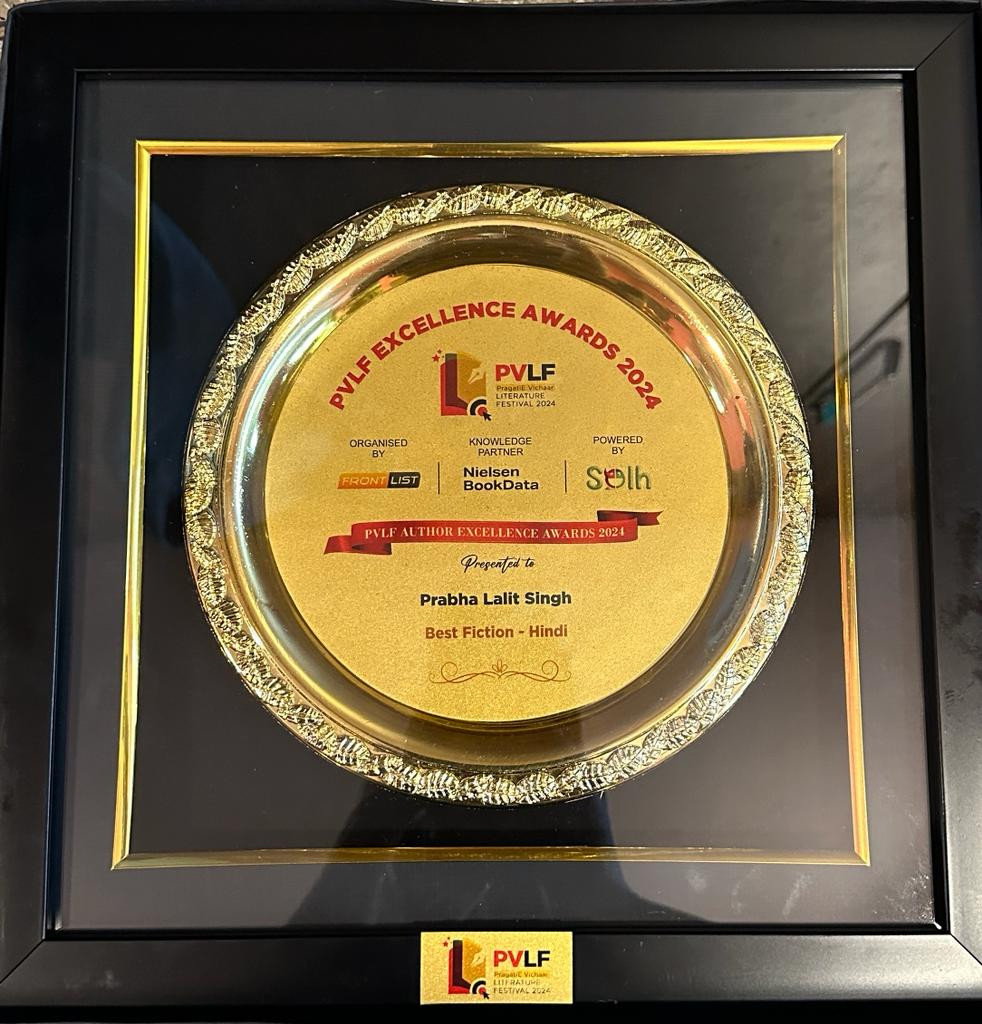 PVLF EXCELLENCE AWARDS 2024
PVLF
PragatiE Vichaar
LITERATURE
FESTIVAL 2024
ORGANISED
BY
FRONT LIST
KNOWLEDGE
PARTNER
Nielsen
BookData
POWERED
BY
Solh
PVLF AUTHOR EXCELLENCE AWARDS 2024
Presented to
Prabha Lalit Singh
Best Fiction - Hindi
PVLF
PragatiE Vichaar
LITERATURE
FESTIVAL 2024